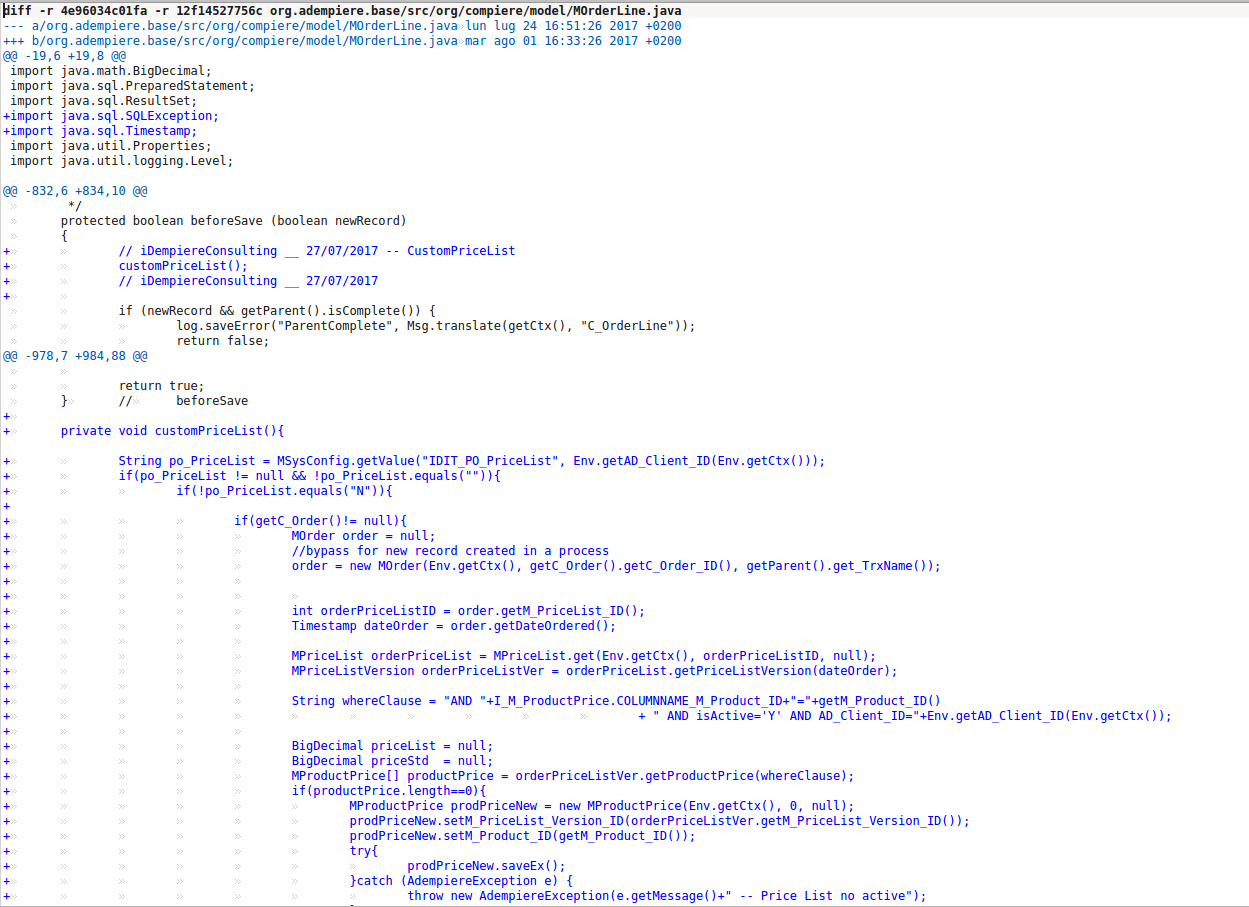 diff -r 4e96034c01fa -r 12f14527756c org.adempiere.base/src/org/compiere/model/MOrderLine.java
--- a/org.adempiere.base/src/org/compiere/model/MOrderLine.java»lun lug 24 16:51:26 2017 +0200
+++ b/org.adempiere.base/src/org/compiere/model/MOrderLine.java»mar ago 01 16:33:26 2017 +0200
@@ -19,6 +19,8 @@
 import java.math.BigDecimal;
 import java.sql.PreparedStatement;
 import java.sql.ResultSet;
+import java.sql.SQLException;
+import java.sql.Timestamp;
 import java.util.Properties;
 import java.util.logging.Level;
@@ -832,6 +834,10 @@
 »       */
 »      protected boolean beforeSave (boolean newRecord)
 »      {
+»      »       // iDempiereConsulting __ 27/07/2017 -- CustomPriceList
+»      »       customPriceList();
+»      »       // iDempiereConsulting __ 27/07/2017
+»      »
 »      »       if (newRecord && getParent().isComplete()) {
 »      »       »       log.saveError("ParentComplete", Msg.translate(getCtx(), "C_OrderLine"));
 »      »       »       return false;
@@ -978,7 +984,88 @@
 »      »
 »      »       return true;
 »      }»      //»     beforeSave
+»
+»      private void customPriceList(){
+»      »       String po_PriceList = MSysConfig.getValue("IDIT_PO_PriceList", Env.getAD_Client_ID(Env.getCtx()));
+»      »       if(po_PriceList != null && !po_PriceList.equals("")){
+»      »       »       if(!po_PriceList.equals("N")){
+
+»      »       »       »       if(getC_Order()!= null){
+»      »       »       »       »       MOrder order = null;
+»      »       »       »       »       //bypass for new record created in a process
+»      »       »       »       »       order = new MOrder(Env.getCtx(), getC_Order().getC_Order_ID(), getParent().get_TrxName());
+»      »       »       »       »
+»      »       »       »       »       »
+»      »       »       »       »       int orderPriceListID = order.getM_PriceList_ID();
+»      »       »       »       »       Timestamp dateOrder = order.getDateOrdered();
+»      »       »       »       »
+»      »       »       »       »       MPriceList orderPriceList = MPriceList.get(Env.getCtx(), orderPriceListID, null);
+»      »       »       »       »       MPriceListVersion orderPriceListVer = orderPriceList.getPriceListVersion(dateOrder);
+»      »       »       »       »
+»      »       »       »       »       String whereClause = "AND "+I_M_ProductPrice.COLUMNNAME_M_Product_ID+"="+getM_Product_ID()
+»      »       »       »       »       »       »       »       »       »       »       + " AND isActive='Y' AND AD_Client_ID="+Env.getAD_Client_ID(Env.getCtx());
+»      »       »       »       »
+»      »       »       »       »       BigDecimal priceList = null;
+»      »       »       »       »       BigDecimal priceStd  = null;
+»      »       »       »       »       MProductPrice[] productPrice = orderPriceListVer.getProductPrice(whereClause);
+»      »       »       »       »       if(productPrice.length==0){
+»      »       »       »       »       »       MProductPrice prodPriceNew = new MProductPrice(Env.getCtx(), 0, null);
+»      »       »       »       »       »       prodPriceNew.setM_PriceList_Version_ID(orderPriceListVer.getM_PriceList_Version_ID());
+»      »       »       »       »       »       prodPriceNew.setM_Product_ID(getM_Product_ID());
+»      »       »       »       »       »       try{
+»      »       »       »       »       »       »       prodPriceNew.saveEx();
+»      »       »       »       »       »       }catch (AdempiereException e) {
+»      »       »       »       »       »       »       throw new AdempiereException(e.getMessage()+" -- Price List no active");